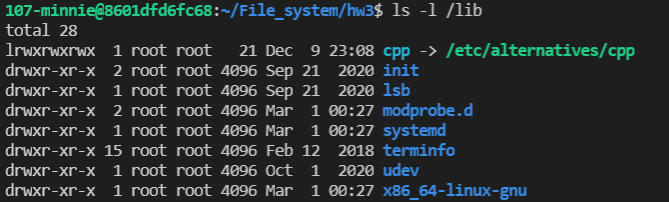 107-minnie@8601dfd6fc68:~/File_system/hw3$ ls -l /lib
total 28
lrwxrwxrwx  1 root root   21 Dec  9 23:08 cpp -> /etc/alternatives/cpp
drwxr-xr-x  2 root root 4096 Sep 21  2020 init
drwxr-xr-x  1 root root 4096 Sep 21  2020 lsb
drwxr-xr-x  2 root root 4096 Mar  1 00:27 modprobe.d
drwxr-xr-x  1 root root 4096 Mar  1 00:27 systemd
drwxr-xr-x 15 root root 4096 Feb 12  2018 terminfo
drwxr-xr-x  1 root root 4096 Oct  1  2020 udev
drwxr-xr-x  1 root root 4096 Mar  1 00:27 x86_64-linux-gnu